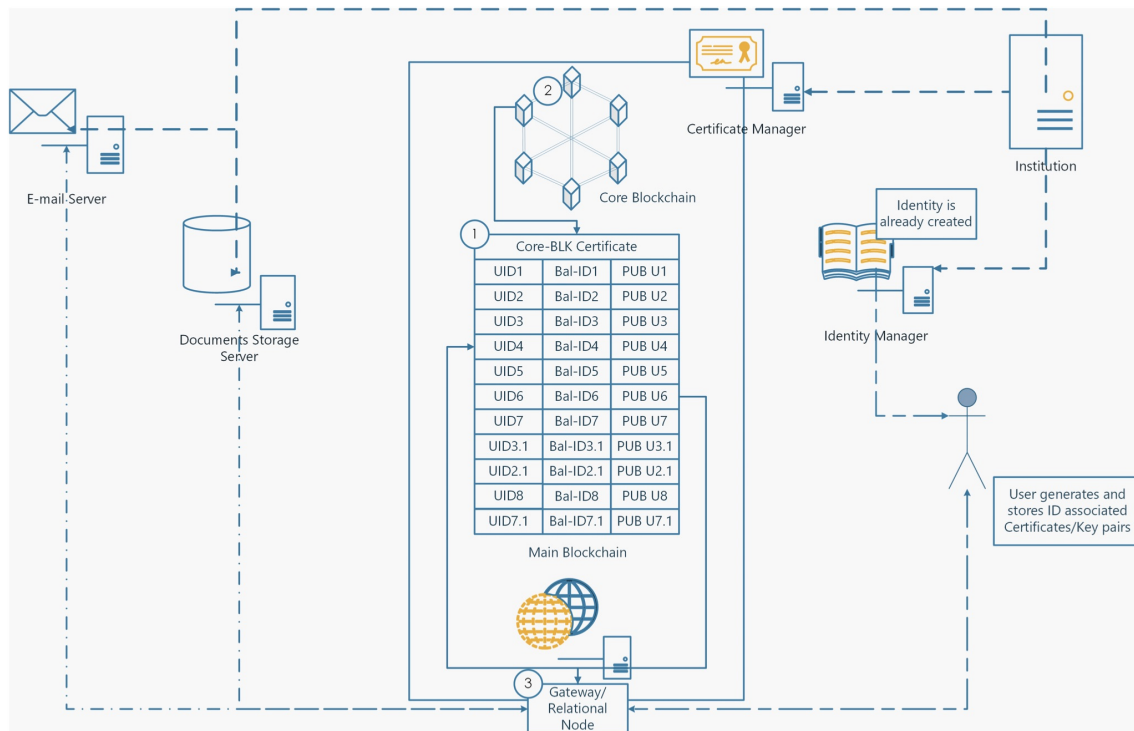 2
Certificate Manager
Institution
E-mail Server
Core Blockchain
Identity is
already created
1
Core-BLK Certificate
UID1 Bal-ID1 PUB U1
UID2 Bal-ID2 PUB U2
UID3 Bal-ID3 PUB U3
UID4 Bal-ID4 PUB U4
UID5 Bal-ID5 PUB U5
UID6 Bal-ID6 PUB U6
UID7 Bal-ID7 PUB U7
UID3.1 Bal-ID3.1 PUB U3.1
UID2.1 Bal-ID2.1 PUB U2.1
UID8 Bal-ID8 PUB U8
UID7.1 Bal-ID7.1 PUB U7.1
Main Blockchain
Documents Storage
Server
Identity Manager
User generates and
stores ID associated
Certificates/Key pairs
3
Gateway/
Relational
Node